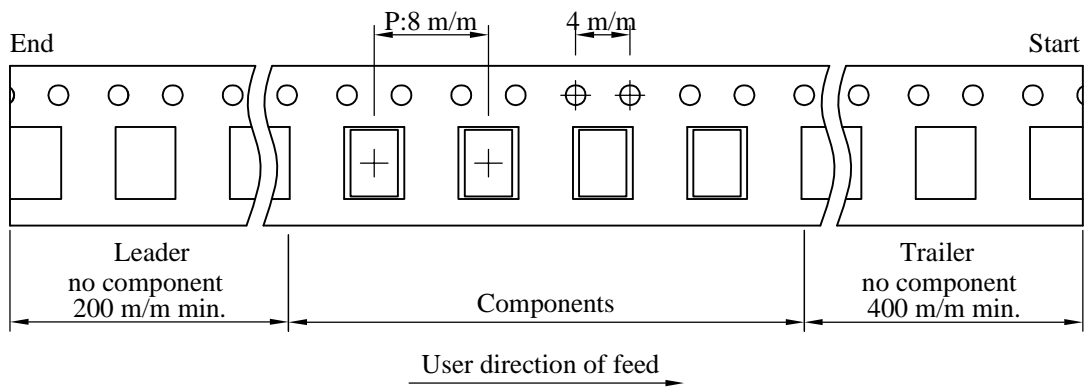 P:8 m/m
4 m/m
End
Start
Leader
no component
200 m/m min.
Components
Trailer
no component
400 m/m min.
User direction of feed